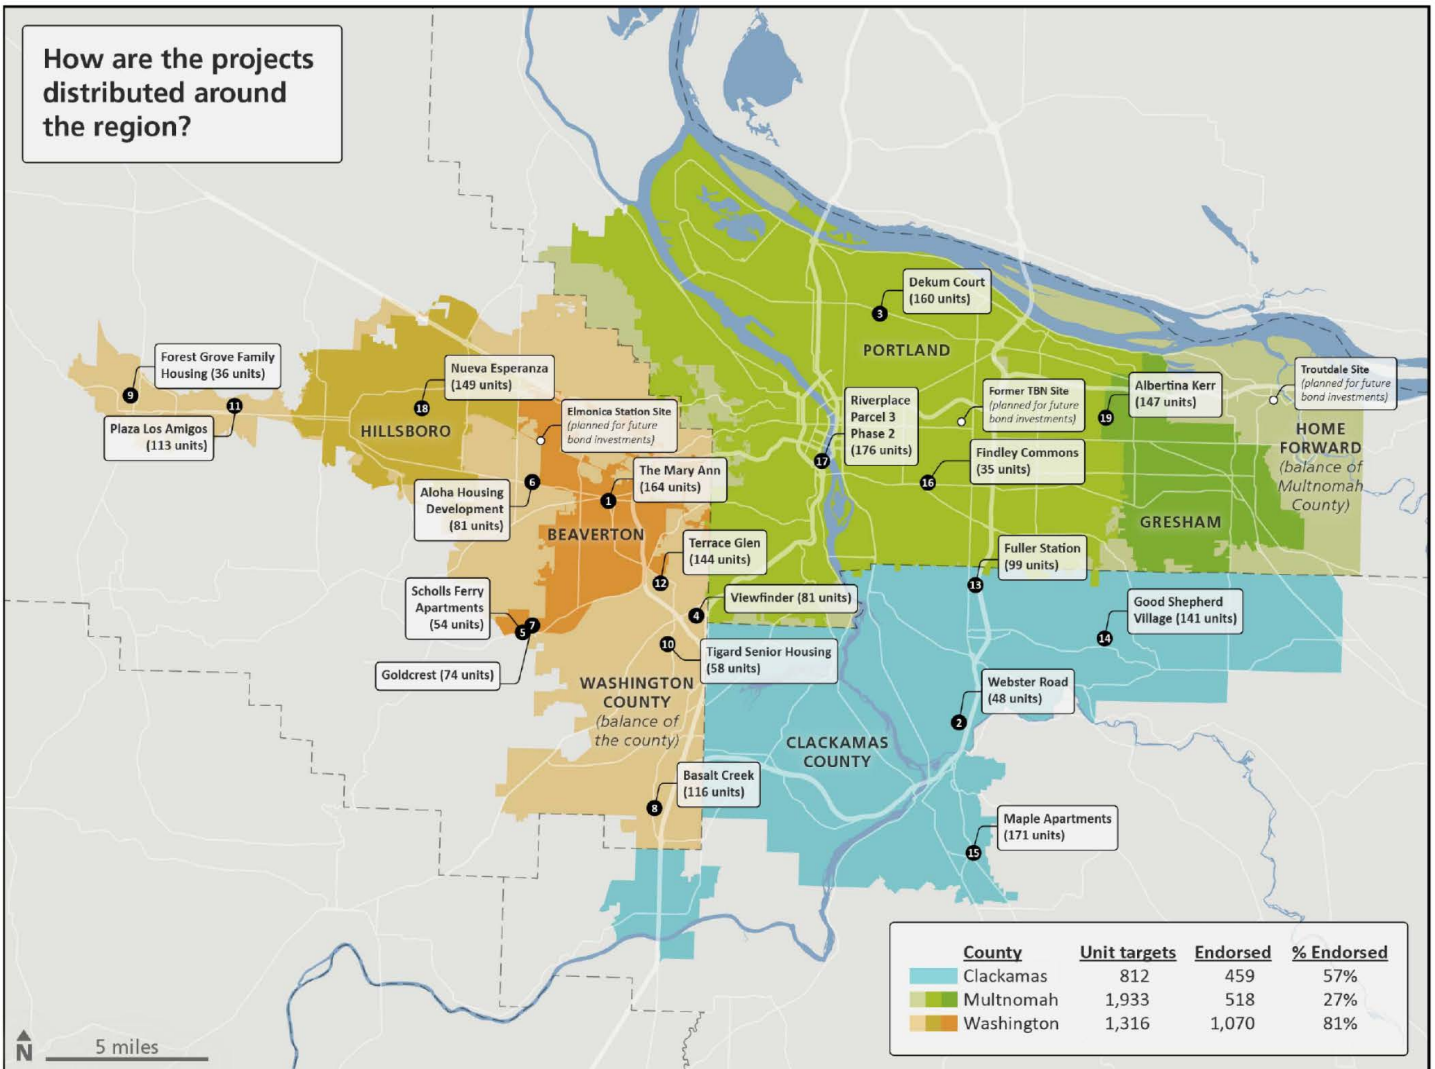 How are the projects
distributed around
the region?
Dekum Court
(160 units)
3
PORTLAND
Forest Grove Family
Housing (36 units)
9
11
Plaza Los Amigos
(113 units)
Nueva Esperanza
(149 units)
18
HILLSBORO
Elmonica Station Site
(planned for future
bond investments)
Riverplace
Parcel 3
Phase 2
(176 units)
17
Former TBN Site
(planned for future
bond investments)
Albertina Kerr
(147 units)
19
Troutdale Site
(planned for future
bond investments)
HOME
FORWARD
(balance of
Multnomah
County)
Findley Commons
(35 units)
16
GRESHAM
The Mary Ann
(164 units)
1
Aloha Housing
Development
(81 units)
6
BEAVERTON
Terrace Glen
(144 units)
12
Fuller Station
(99 units)
13
Scholls Ferry
Apartments
(54 units)
5
7
Goldcrest (74 units)
Viewfinder (81 units)
4
10
Tigard Senior Housing
(58 units)
Good Shepherd
Village (141 units)
14
WASHINGTON
COUNTY
(balance of
the county)
Webster Road
(48 units)
2
CLACKAMAS
COUNTY
Basalt Creek
(116 units)
8
Maple Apartments
(171 units)
15
County Unit targets Endorsed % Endorsed
Clackamas 812 459 57%
Multnomah 1,933 518 27%
Washington 1,316 1,070 81%
N 5 miles